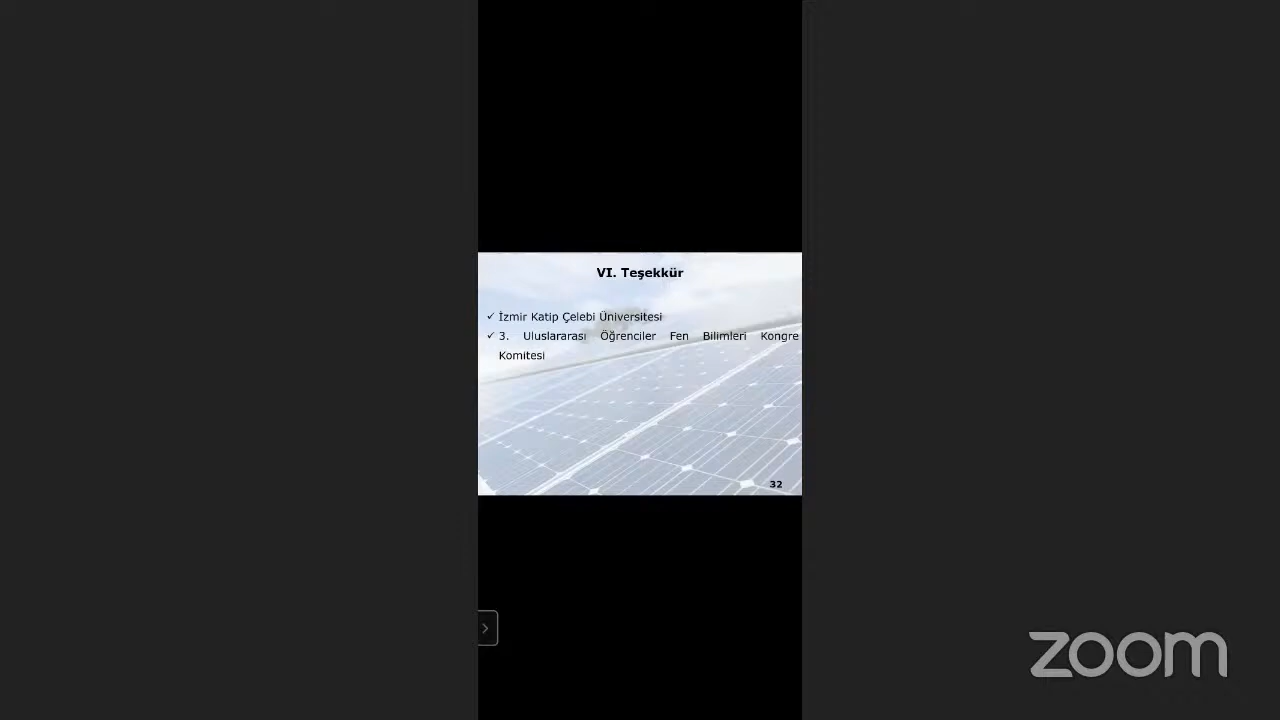 VI. Teşekkür
✓ İzmir Katip Çelebi Üniversitesi
✓ 3. Uluslararası Öğrenciler Fen Bilimleri Kongre
Komitesi
32
zoom